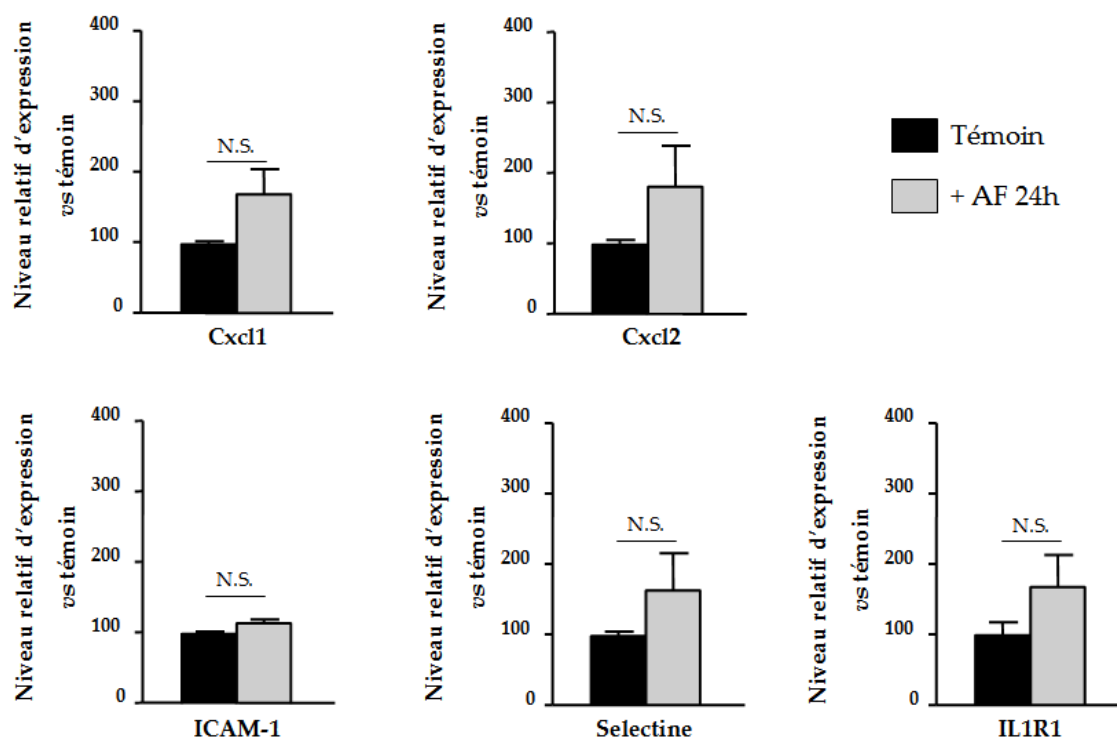 Niveau relatif d'expression
vs témoin
400
300
200
100
0
N.S.
Cxcl1
Niveau relatif d'expression
vs témoin
400
300
200
100
0
N.S.
Cxcl2
Témoin
+ AF 24h
Niveau relatif d'expression
vs témoin
400
300
200
100
0
N.S.
ICAM-1
Niveau relatif d'expression
vs témoin
400
300
200
100
0
N.S.
Selectine
Niveau relatif d'expression
vs témoin
400
300
200
100
0
N.S.
IL1R1